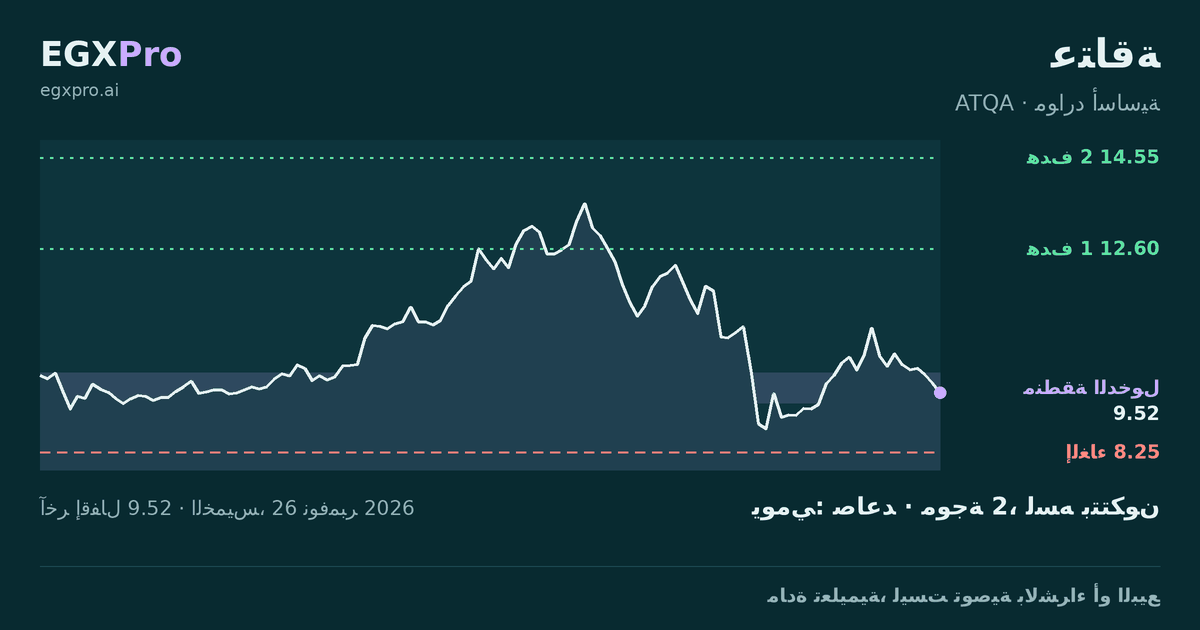 EGXPro
egxpro.ai
عتاقة
ATQA · موارد أساسية
هدف 2 14.55
هدف 1 12.60
منطقة الدخول
9.52
إلغاء 8.25
آخر إقفال 9.52 · الخميس، 26 نوفمبر 2026
يومي: صاعد · موجة 2، لسه بتتكون
مادة تعليمية، ليست توصية بالشراء أو البيع